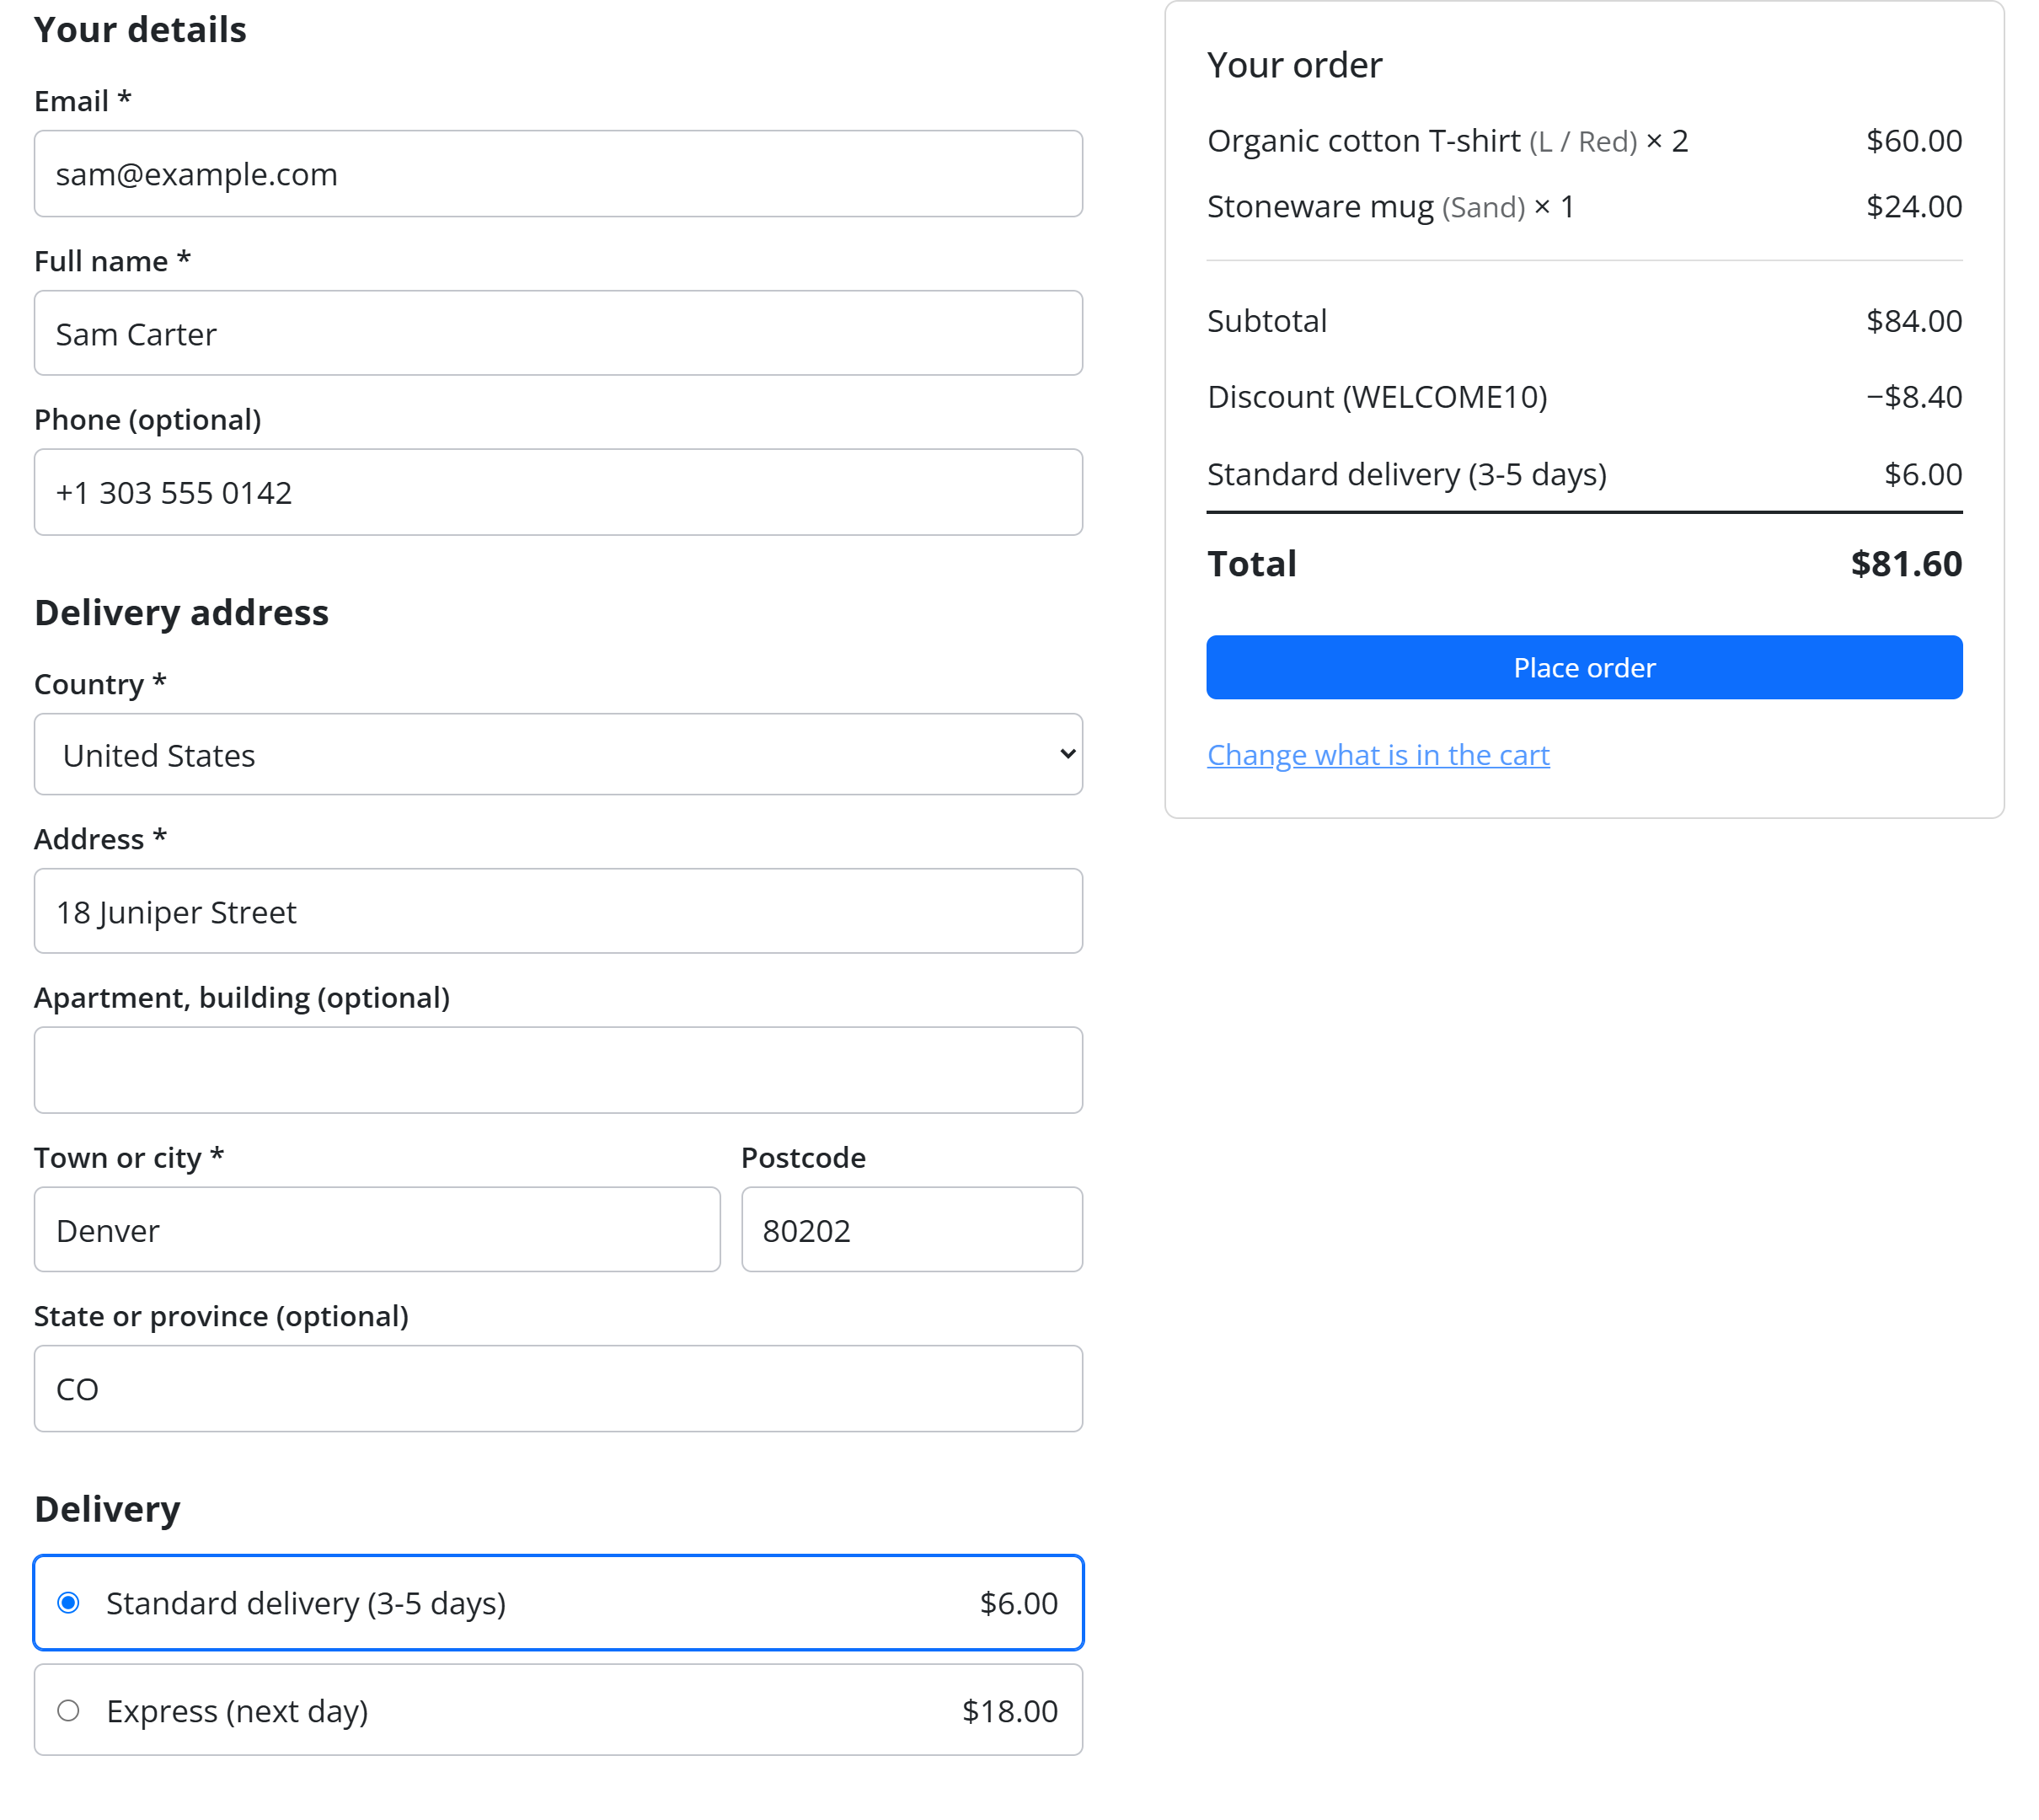 Your details
Email *
sam@example.com
Full name *
Sam Carter
Phone (optional)
+1 303 555 0142
Delivery address
Country *
United States
Address *
18 Juniper Street
Apartment, building (optional)
Town or city *
Postcode
Denver
80202
State or province (optional)
CO
Delivery
Standard delivery (3-5 days) $6.00
Express (next day) $18.00
Your order
Organic cotton T-shirt (L / Red) × 2 $60.00
Stoneware mug (Sand) × 1 $24.00
Subtotal $84.00
Discount (WELCOME10) −$8.40
Standard delivery (3-5 days) $6.00
Total $81.60
Place order
Change what is in the cart